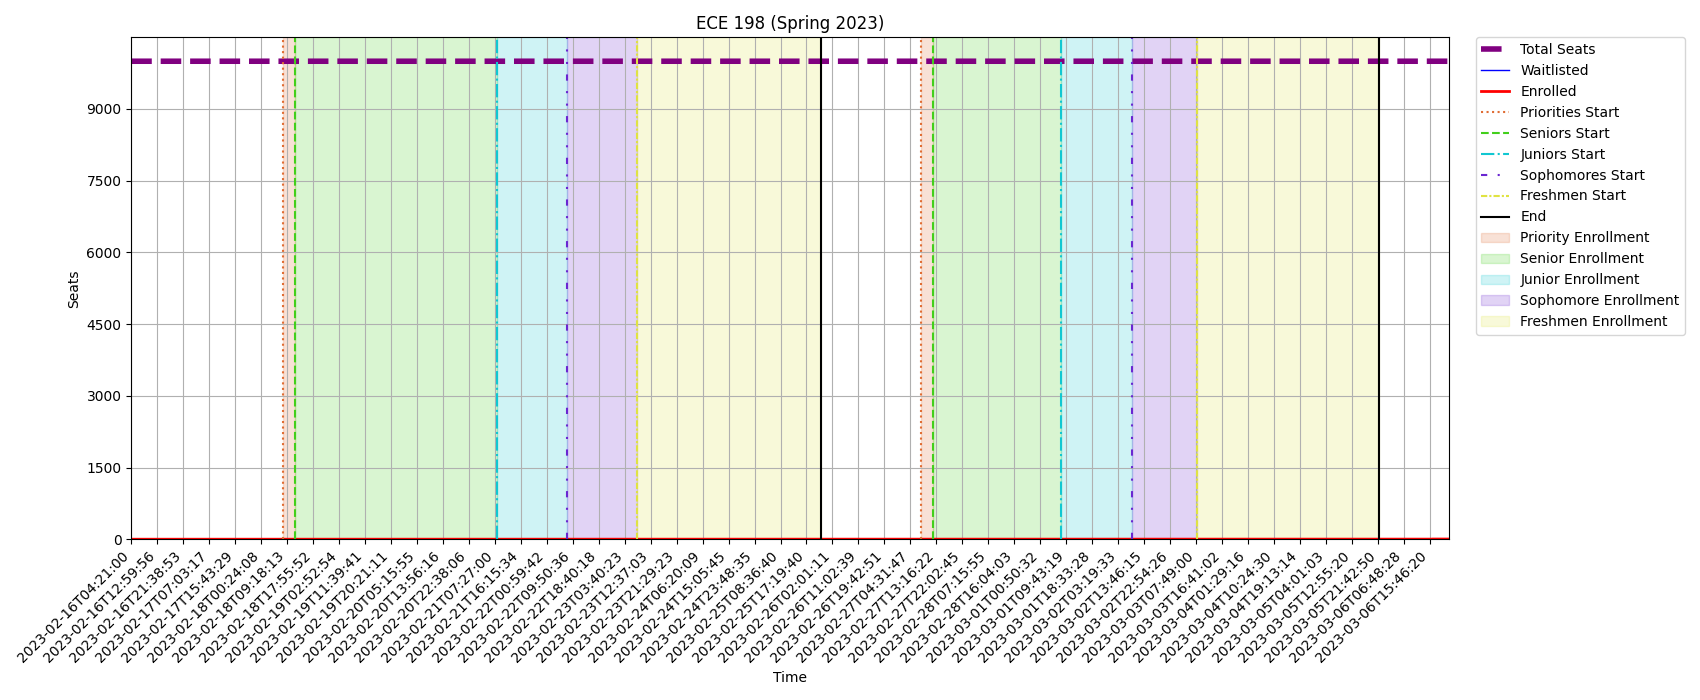 ECE 198 (Spring 2023)
Total Seats
Waitlisted
Enrolled
Priorities Start
Seniors Start
Juniors Start
Sophomores Start
Freshmen Start
End
Priority Enrollment
Senior Enrollment
Junior Enrollment
Sophomore Enrollment
Freshmen Enrollment
Seats
9000
7500
6000
4500
3000
1500
0
2023-02-16T04:21:00
2023-02-16T12:59:56
2023-02-16T21:38:53
2023-02-17T07:03:17
2023-02-17T15:43:29
2023-02-18T00:24:08
2023-02-18T09:18:13
2023-02-18T17:55:52
2023-02-19T02:52:54
2023-02-19T11:39:41
2023-02-19T20:21:11
2023-02-20T05:15:55
2023-02-20T13:56:16
2023-02-20T22:38:06
2023-02-21T07:27:00
2023-02-21T16:15:34
2023-02-22T00:59:42
2023-02-22T09:50:36
2023-02-22T18:40:18
2023-02-23T03:40:23
2023-02-23T12:37:03
2023-02-23T21:29:23
2023-02-24T06:20:09
2023-02-24T15:05:45
2023-02-24T23:48:35
2023-02-25T08:36:40
2023-02-25T17:19:40
2023-02-26T02:01:11
2023-02-26T11:02:39
2023-02-26T19:42:51
2023-02-27T04:31:47
2023-02-27T13:16:22
2023-02-27T22:02:45
2023-02-28T07:15:55
2023-02-28T16:04:03
2023-03-01T00:50:32
2023-03-01T09:43:19
2023-03-01T18:33:28
2023-03-02T03:19:33
2023-03-02T13:46:15
2023-03-02T22:54:26
2023-03-03T07:49:00
2023-03-03T16:41:02
2023-03-04T01:29:16
2023-03-04T10:24:30
2023-03-04T19:13:14
2023-03-05T04:01:03
2023-03-05T12:55:20
2023-03-05T21:42:50
2023-03-06T06:48:28
2023-03-06T15:46:20
Time